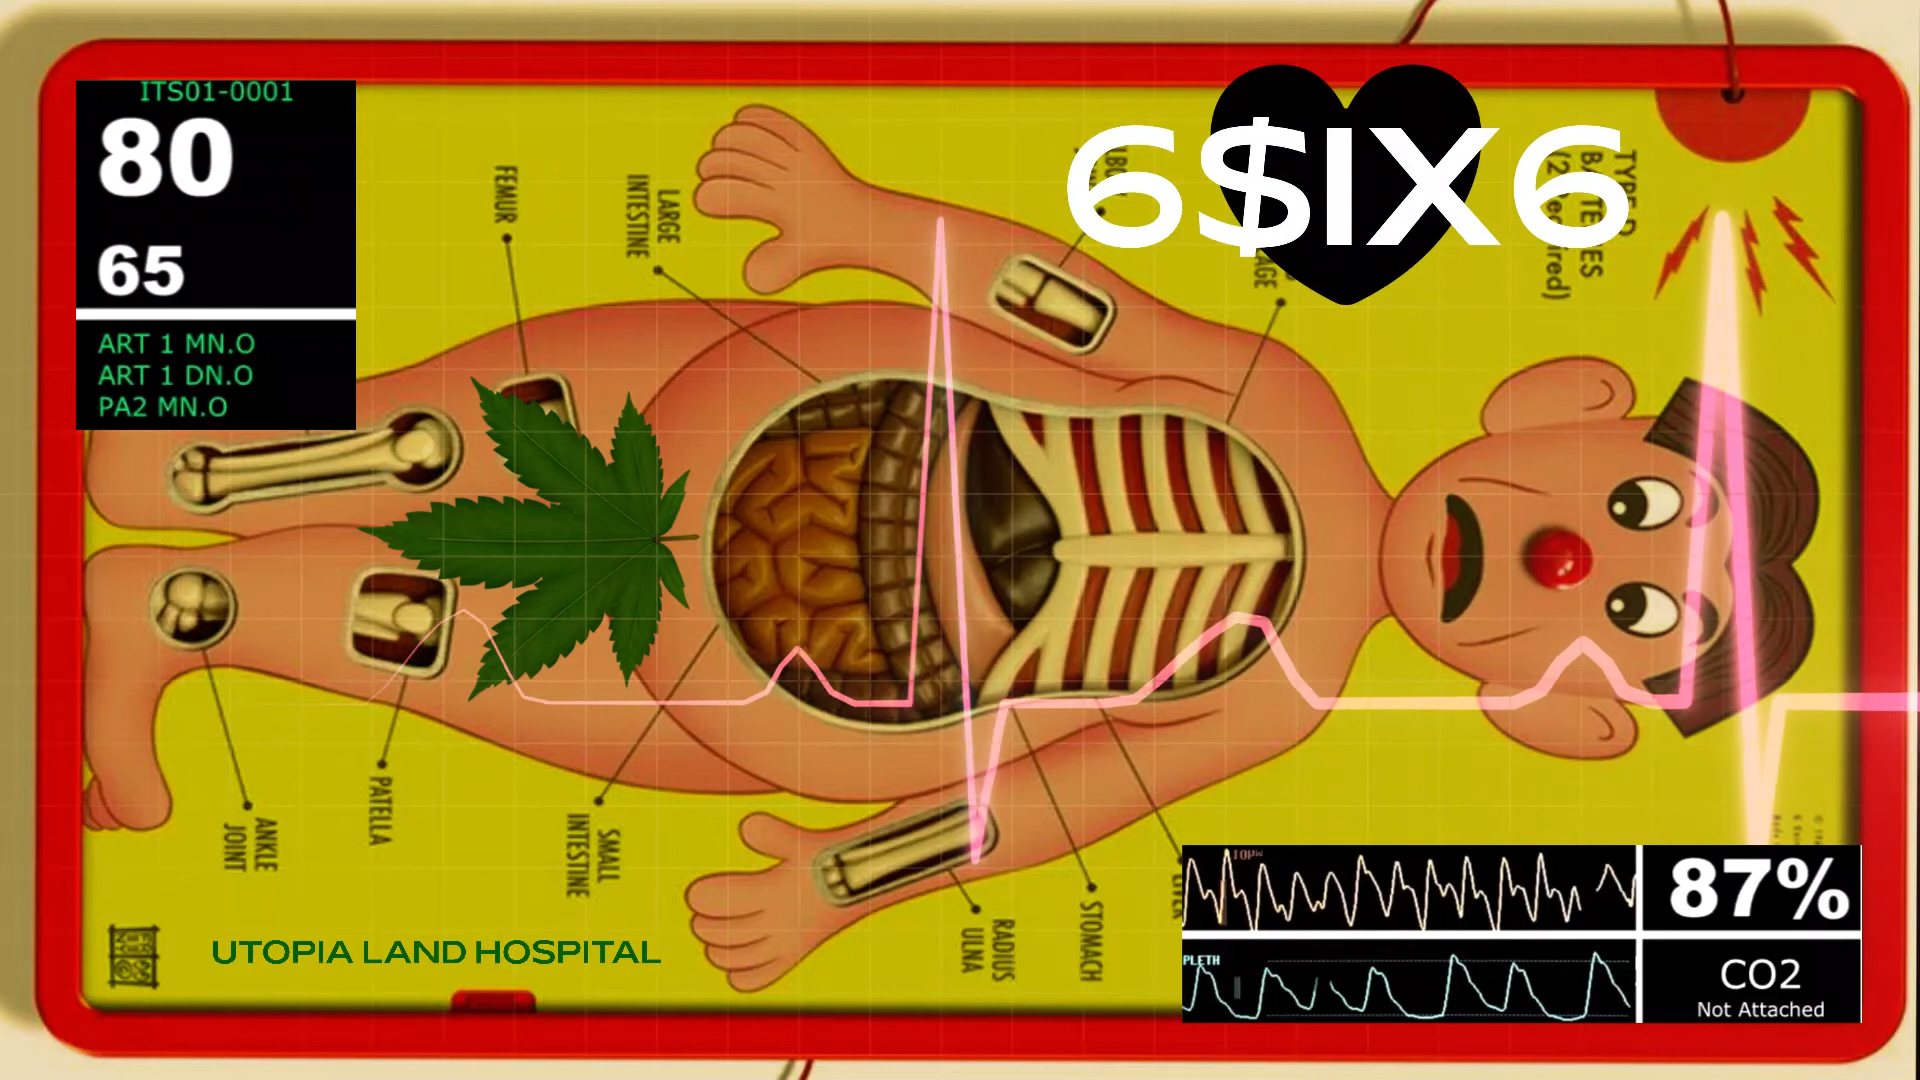 ITS01-0001
80
65
ART 1 MN.O
ART 1 DN.O
PA2 MN.O
6$IX6
FEMUR
LARGE
INTESTINE
ANKLE
JOINT
PATELLA
SMALL
INTESTINE
RADIUS
ULNA
STOMACH
UTOPIA LAND HOSPITAL
87%
PLETH
CO2
Not Attached